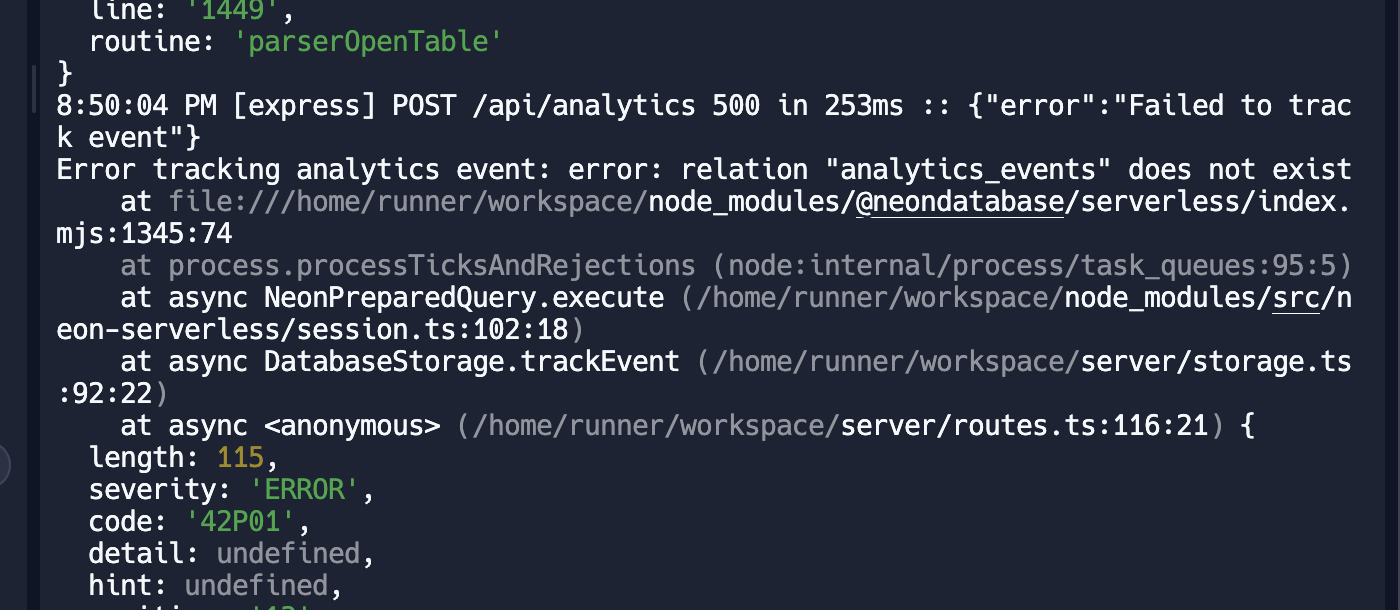 line: '1449',
routine: 'parserOpenTable'
}
8:50:04 PM [express] POST /api/analytics 500 in 253ms :: {"error":"Failed to trac
k event"}
Error tracking analytics event: error: relation "analytics_events" does not exist
at file:///home/runner/workspace/node_modules/@neondatabase/serverless/index.
mjs:1345:74
at process.processTicksAndRejections (node:internal/process/task_queues:95:5)
at async NeonPreparedQuery.execute (/home/runner/workspace/node_modules/src/n
eon-serverless/session.ts:102:18)
at async DatabaseStorage.trackEvent (/home/runner/workspace/server/storage.ts
:92:22)
at async <anonymous> (/home/runner/workspace/server/routes.ts:116:21) {
length: 115,
severity: 'ERROR',
code: '42P01',
detail: undefined,
hint: undefined,